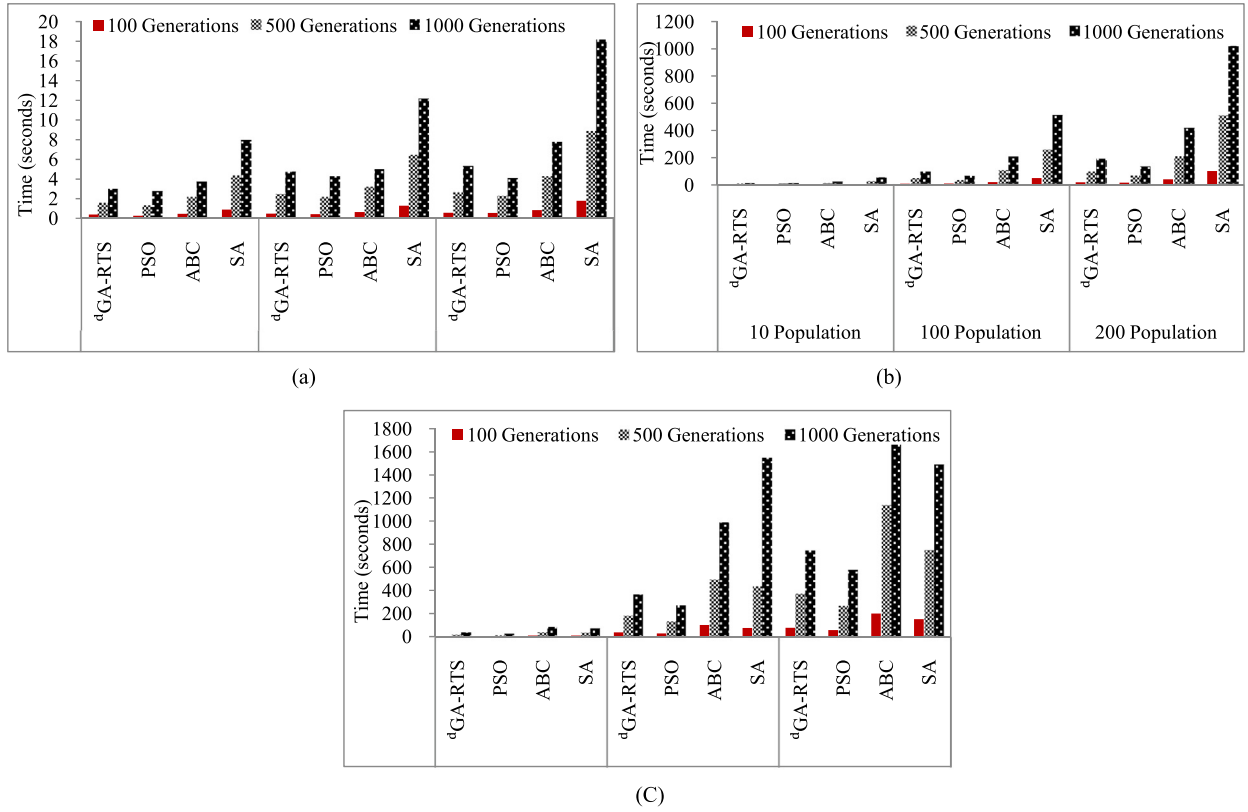 100 Generations 500 Generations 1000 Generations
20
18
16
14
12
10
8
6
4
2
0
Time (seconds)
dGA-RTS PSO ABC SA dGA-RTS PSO ABC SA dGA-RTS PSO ABC SA
(a)
100 Generations 500 Generations 1000 Generations
1200
1000
800
600
400
200
0
Time (seconds)
dGA-RTS PSO ABC SA dGA-RTS PSO ABC SA dGA-RTS PSO ABC SA
10 Population 100 Population 200 Population
(b)
100 Generations 500 Generations 1000 Generations
1800
1600
1400
1200
1000
800
600
400
200
0
Time (seconds)
dGA-RTS PSO ABC SA dGA-RTS PSO ABC SA dGA-RTS PSO ABC SA
(C)